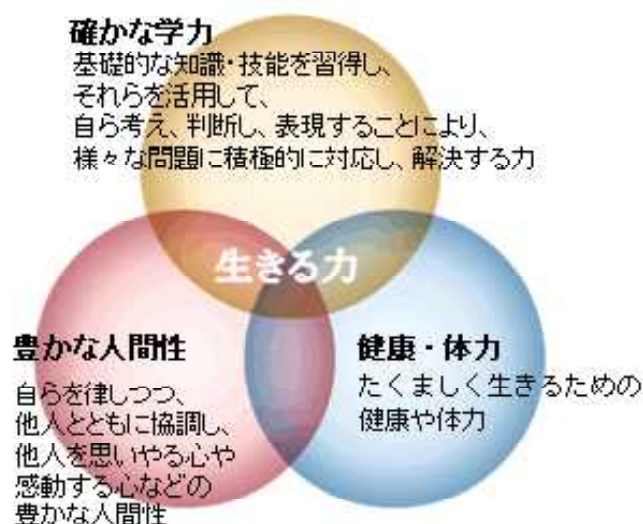 確かな学力
基礎的な知識・技能を習得し、
それらを活用して、
自ら考え、判断し、表現することにより、
様々な問題に積極的に対応し、解決する力
生きる力
豊かな人間性
自らを律しつつ、
他人とともに協調し、
他人を思いやる心や
感動する心などの
豊かな人間性
健康・体力
たくましく生きるための
健康や体力